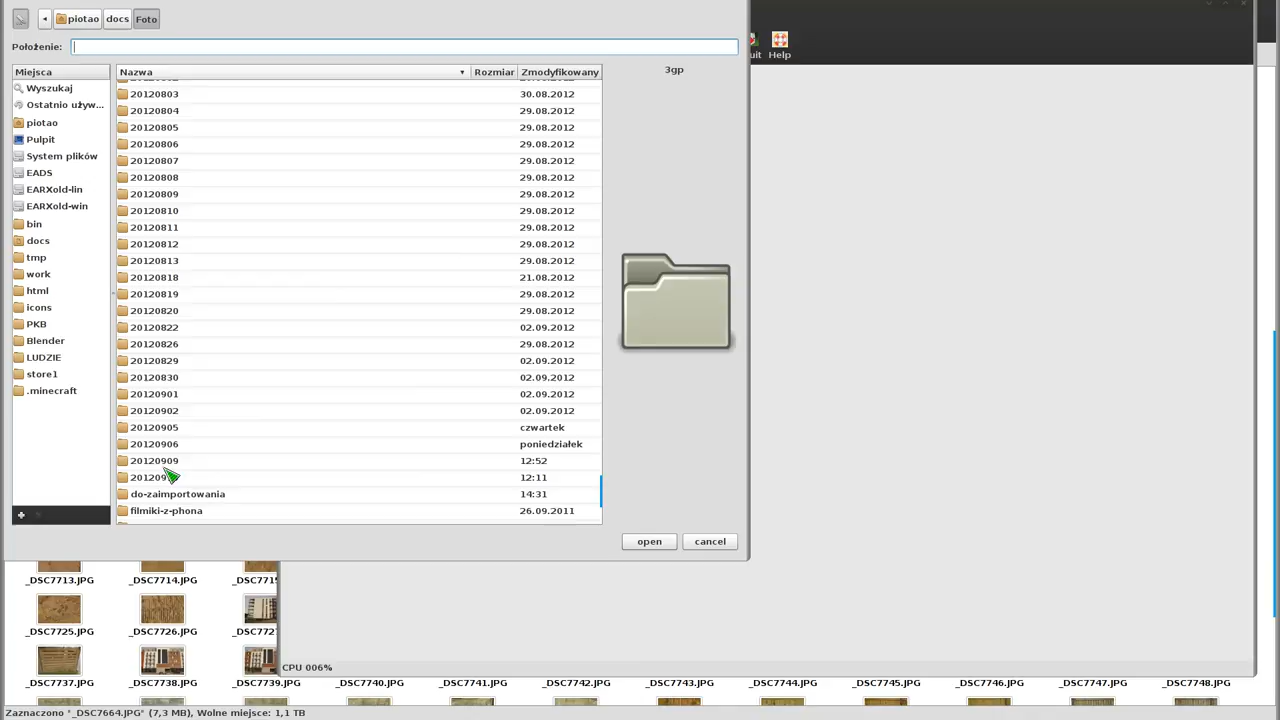 piotao docs Foto
Położenie:
uit Help
Miejsca
Wyszukaj
Ostatnio używ...
piotao
Pulpit
System plików
EADS
EARXold-lin
EARXold-win
bin
docs
tmp
work
html
icons
PKB
Blender
LUDZIE
store1
.minecraft
Nazwa Rozmiar Zmodyfikowany
20120803 30.08.2012
20120804 29.08.2012
20120805 29.08.2012
20120806 29.08.2012
20120807 29.08.2012
20120808 29.08.2012
20120809 29.08.2012
20120810 29.08.2012
20120811 29.08.2012
20120812 29.08.2012
20120813 29.08.2012
20120818 21.08.2012
20120819 29.08.2012
20120820 29.08.2012
20120822 02.09.2012
20120826 29.08.2012
20120829 02.09.2012
20120830 02.09.2012
20120901 02.09.2012
20120902 02.09.2012
20120905 czwartek
20120906 poniedziałek
20120909 12:52
201209 12:11
do-zaimportowania 14:31
filmiki-z-phona 26.09.2011
3gp
open cancel
_DSC7713.JPG _DSC7714.JPG _DSC7715
_DSC7725.JPG _DSC7726.JPG _DSC772
CPU 006%
_DSC7737.JPG _DSC7738.JPG _DSC7739.JPG _DSC7740.JPG _DSC7741.JPG _DSC7742.JPG _DSC7743.JPG _DSC7744.JPG _DSC7745.JPG _DSC7746.JPG _DSC7747.JPG _DSC7748.JPG
Zaznaczono "_DSC7664.JPG" (7,3 MB), Wolne miejsce: 1,1 TB